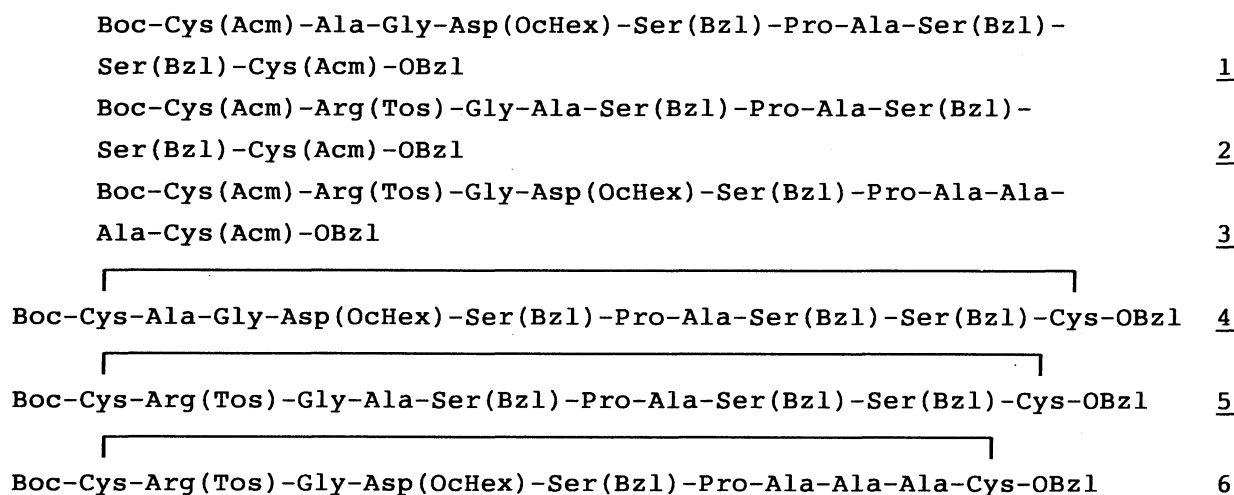 Boc-Cys(Acm)-Ala-Gly-Asp(OcHex)-Ser(Bzl)-Pro-Ala-Ser(Bzl)-
Ser(Bzl)-Cys(Acm)-OBzl 1
Boc-Cys(Acm)-Arg(Tos)-Gly-Ala-Ser(Bzl)-Pro-Ala-Ser(Bzl)-
Ser(Bzl)-Cys(Acm)-OBzl 2
Boc-Cys(Acm)-Arg(Tos)-Gly-Asp(OcHex)-Ser(Bzl)-Pro-Ala-Ala-
Ala-Cys(Acm)-OBzl 3
Boc-Cys-Ala-Gly-Asp(OcHex)-Ser(Bzl)-Pro-Ala-Ser(Bzl)-Ser(Bzl)-Cys-OBzl 4
Boc-Cys-Arg(Tos)-Gly-Ala-Ser(Bzl)-Pro-Ala-Ser(Bzl)-Ser(Bzl)-Cys-OBzl 5
Boc-Cys-Arg(Tos)-Gly-Asp(OcHex)-Ser(Bzl)-Pro-Ala-Ala-Ala-Cys-OBzl 6